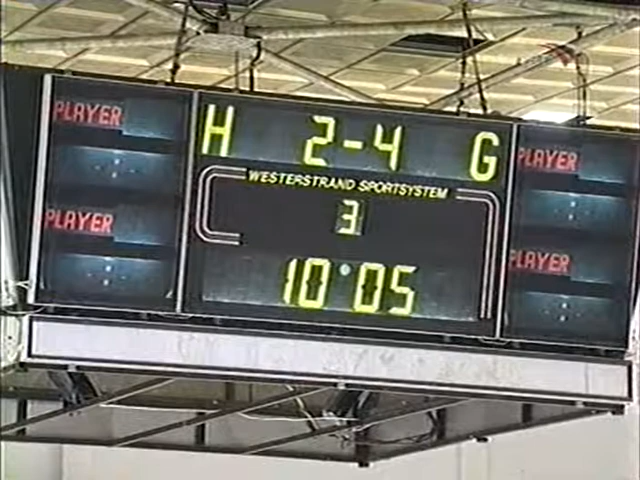 H 2-4 G
PLAYER PLAYER
WESTERSTRAND SPORTSYSTEM
3
PLAYER PLAYER
10:05